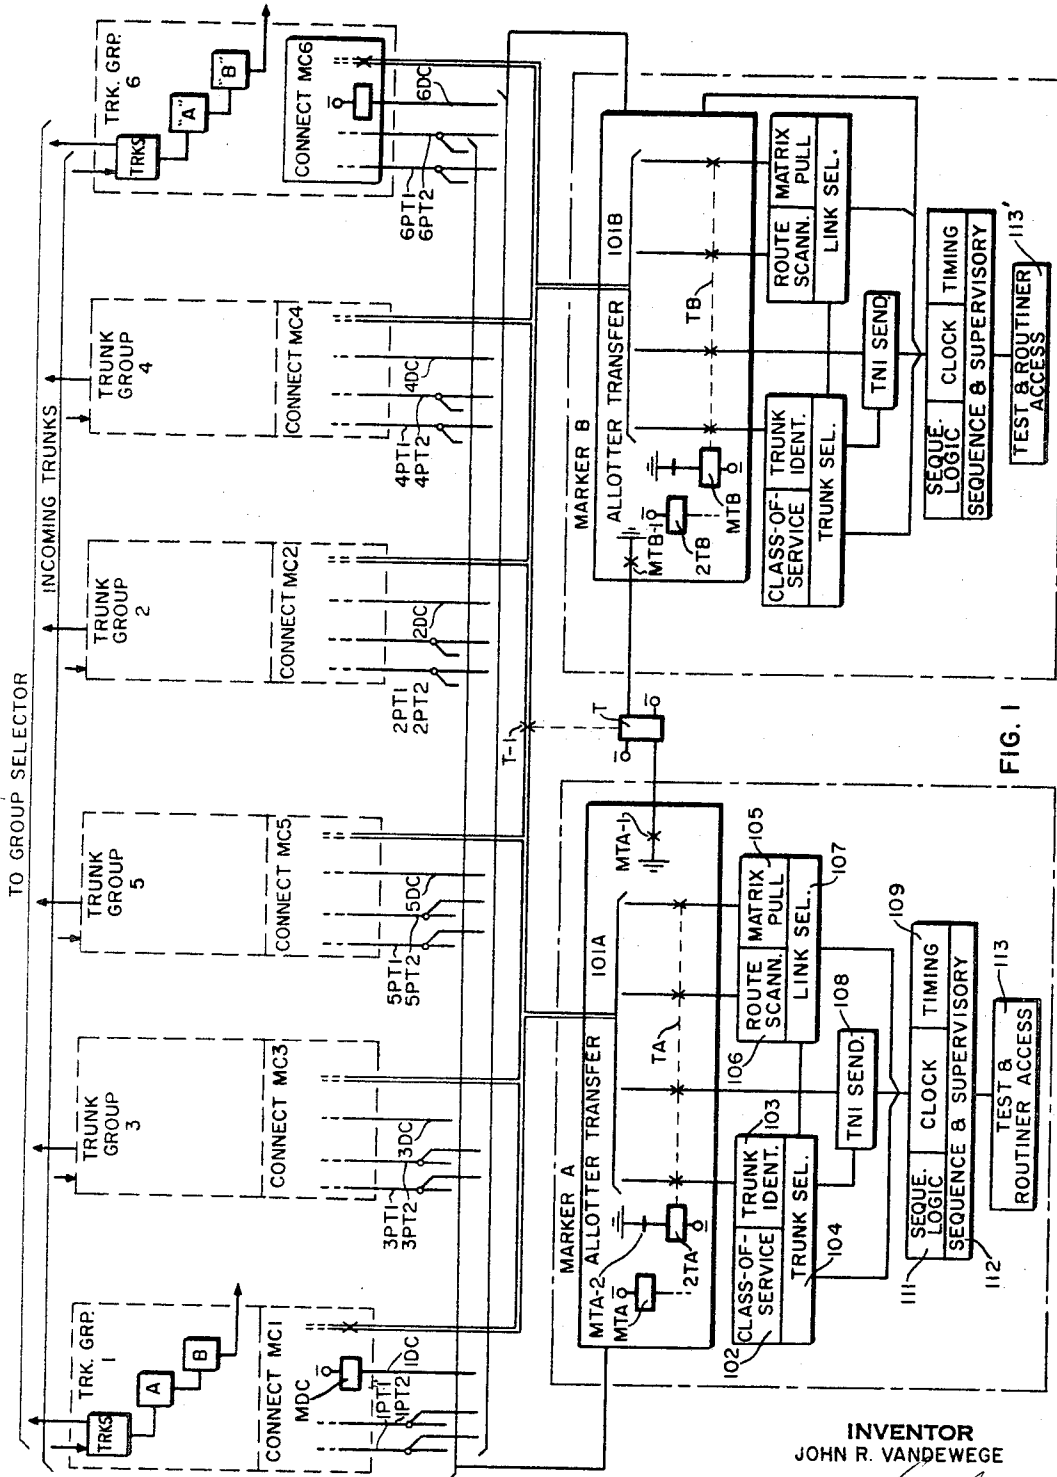 TO GROUP SELECTOR
INCOMING TRUNKS
TRK. GRP.
1
TRKS
A
B
CONNECT MC1
MDC
1PT1
1PT2
1DC
TRUNK
GROUP
3
CONNECT MC3
3PT1
3PT2
3DC
TRUNK
GROUP
5
CONNECT MC5
5PT1
5PT2
5DC
TRUNK
GROUP
2
CONNECT MC2
2PT1
2PT2
2DC
TRUNK
GROUP
4
CONNECT MC4
4PT1
4PT2
4DC
TRK. GRP.
6
TRKS
"A"
"B"
CONNECT MC6
6PT1
6PT2
6DC
T-1
T
MARKER A
ALLOTTER TRANSFER
101A
MTA-2
MTA
2TA
TA
MTA-1
CLASS-OF-
SERVICE
TRUNK
IDENT.
TRUNK SEL.
102
103
104
ROUTE
SCANN.
MATRIX
PULL
LINK SEL.
105
106
107
TNI SEND.
108
SEQUE.
LOGIC
CLOCK
TIMING
SEQUENCE & SUPERVISORY
109
111
112
TEST &
ROUTINER ACCESS
113
MARKER B
ALLOTTER TRANSFER
101B
MTB-1
2TB
MTB
TB
CLASS-OF-
SERVICE
TRUNK
IDENT.
TRUNK SEL.
ROUTE
SCANN.
MATRIX
PULL
LINK SEL.
TNI SEND.
SEQUE.
LOGIC
CLOCK
TIMING
SEQUENCE & SUPERVISORY
TEST & ROUTINER
ACCESS
113'
FIG. 1
INVENTOR
JOHN R. VANDEWEGE